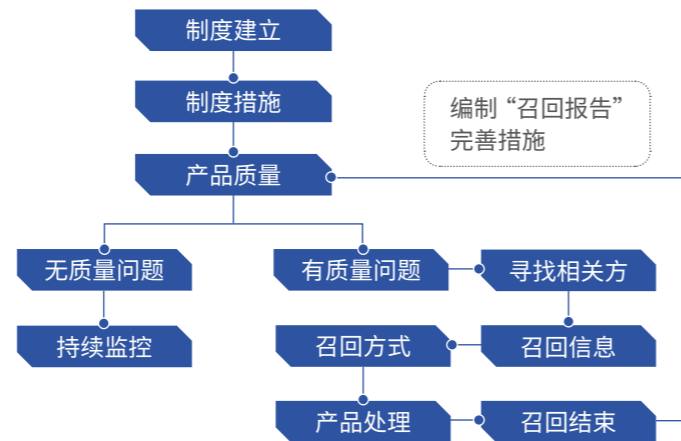 制度建立
制度措施
编制“召回报告”
完善措施
产品质量
无质量问题
有质量问题
寻找相关方
持续监控
召回方式
召回信息
产品处理
召回结束